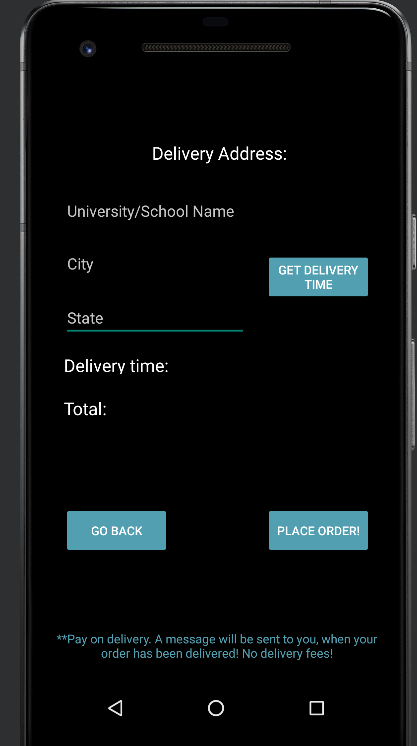 Delivery Address:
University/School Name
City
GET DELIVERY
TIME
State
Delivery time:
Total:
GO BACK
PLACE ORDER!
**Pay on delivery. A message will be sent to you, when your
order has been delivered! No delivery fees!